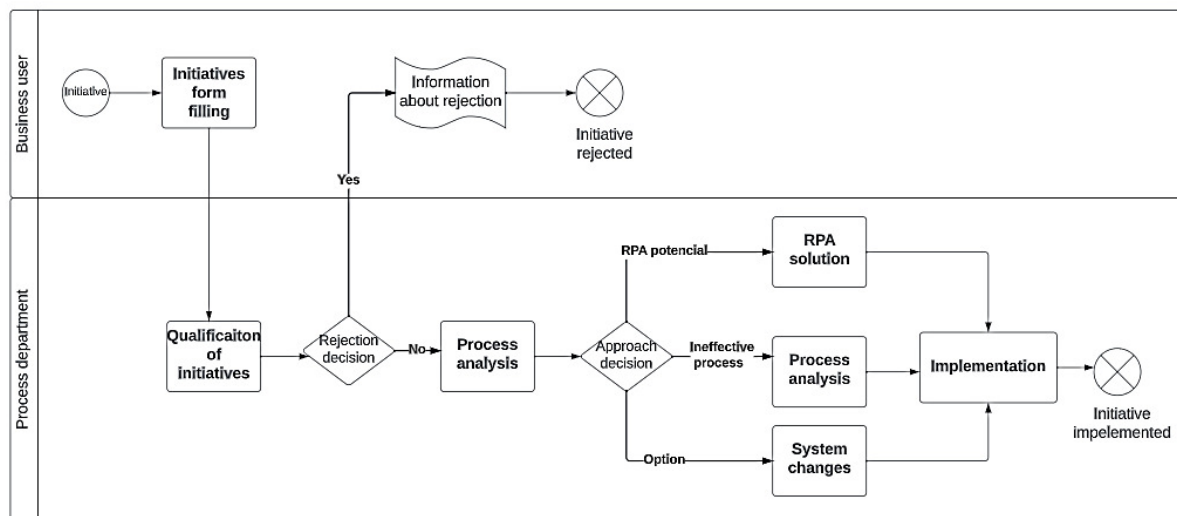 Business user
Initiative
Initiatives
form
filling
Information
about rejection
Initiative
rejected
Yes
Process department
Qualificaiton
of
initiatives
Rejection
decision
No
Process
analysis
Approach
decision
RPA potencial
RPA
solution
Ineffective
process
Process
analysis
Option
System
changes
Implementation
Initiative
impelemented